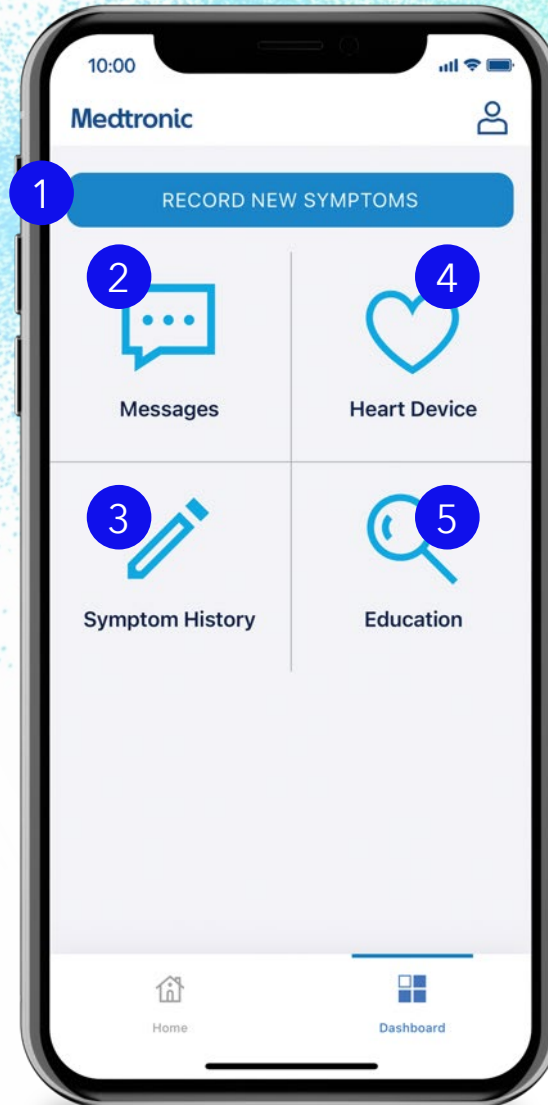 10:00
Medtronic
1
RECORD NEW SYMPTOMS
2
4
Messages
Heart Device
3
5
Symptom History
Education
Home
Dashboard